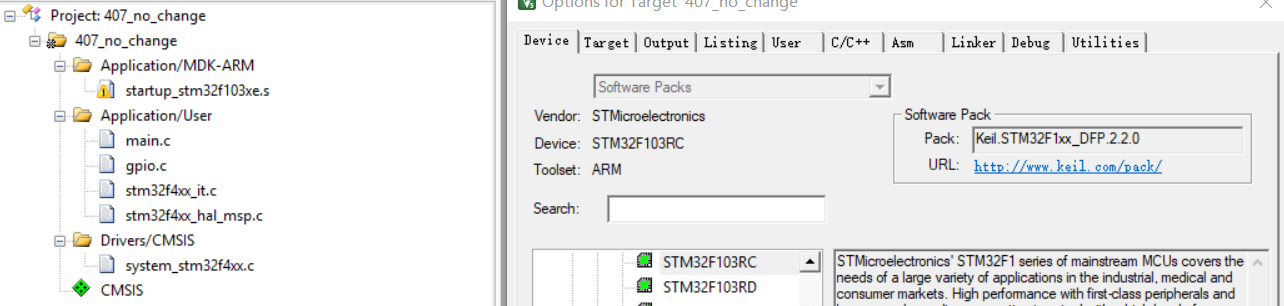 Project: 407_no_change
407_no_change
Application/MDK-ARM
startup_stm32f103xe.s
Application/User
main.c
gpio.c
stm32f4xx_it.c
stm32f4xx_hal_msp.c
Drivers/CMSIS
system_stm32f4xx.c
CMSIS
Options for Target '407_no_change'
Device Target Output Listing User C/C++ Asm Linker Debug Utilities
Software Packs
Vendor: STMicroelectronics
Device: STM32F103RC
Toolset: ARM
Search:
Software Pack
Pack: Keil.STM32F1xx_DFP.2.2.0
URL: http://www.keil.com/pack/
STM32F103RC
STM32F103RD
STMicroelectronics' STM32F1 series of mainstream MCUs covers the
needs of a large variety of applications in the industrial, medical and
consumer markets. High performance with first-class peripherals and